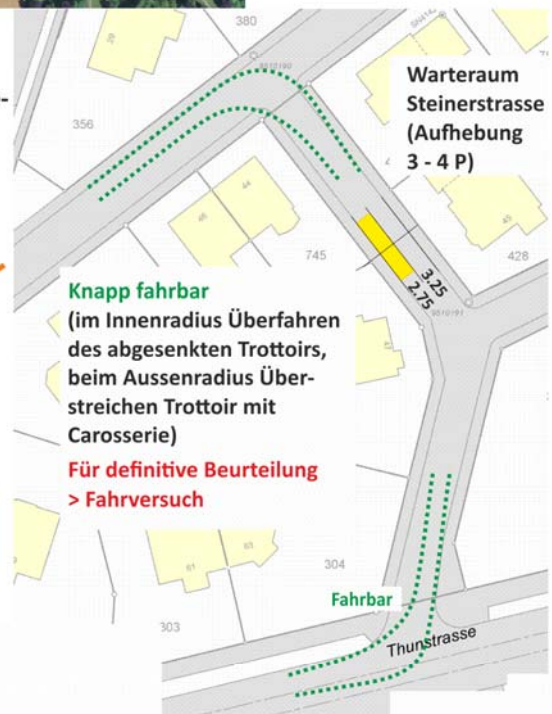 380
39
356
Warteraum
Steinerstrasse
(Aufhebung
3 - 4 P)
44
46
45
745
428
3.25
2.75
Knapp fahrbar
(im Innenradius Überfahren
des abgesenkten Trottoirs,
beim Aussenradius Über-
streichen Trottoir mit
Carosserie)
Für definitive Beurteilung
> Fahrversuch
304
61
63
Fahrbar
303
Thunstrasse